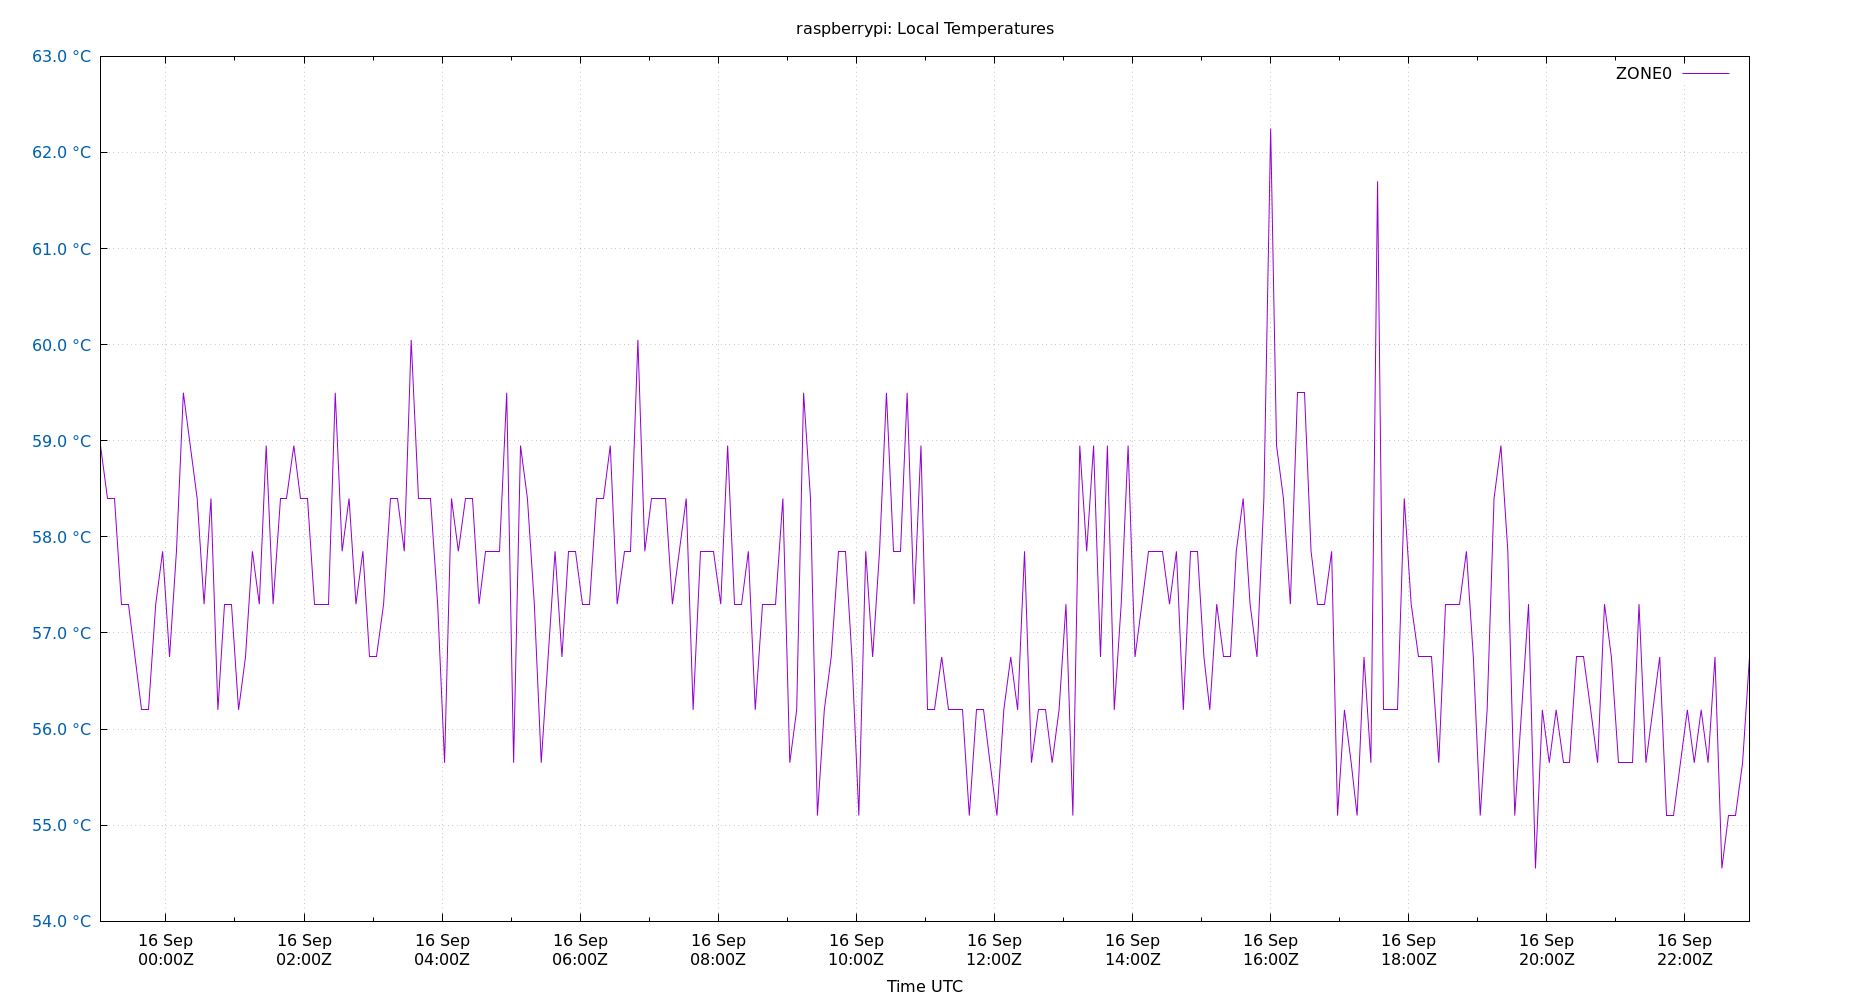 raspberrypi: Local Temperatures
63.0 °C
ZONE0
62.0 °C
61.0 °C
60.0 °C
59.0 °C
58.0 °C
57.0 °C
56.0 °C
55.0 °C
54.0 °C
16 Sep 16 Sep 16 Sep 16 Sep 16 Sep 16 Sep 16 Sep 16 Sep 16 Sep 16 Sep 16 Sep 16 Sep
00:00Z 02:00Z 04:00Z 06:00Z 08:00Z 10:00Z 12:00Z 14:00Z 16:00Z 18:00Z 20:00Z 22:00Z
Time UTC